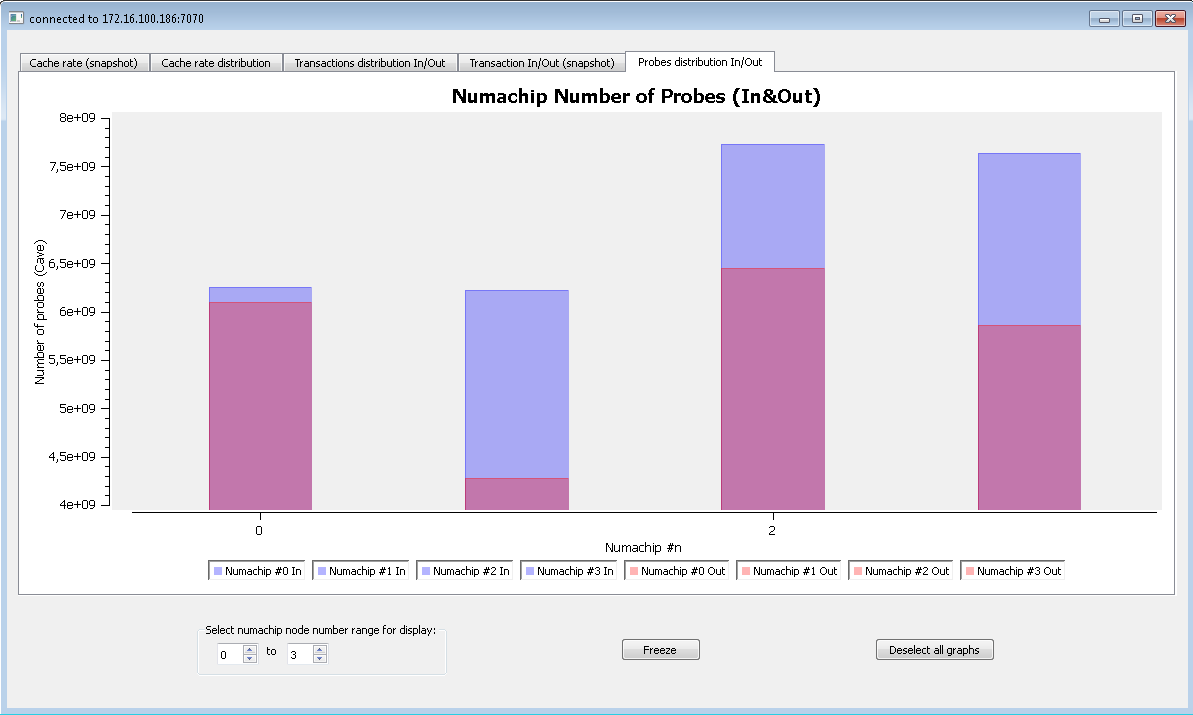 connected to 172.16.100.186:7070
Cache rate (snapshot)
Cache rate distribution
Transactions distribution In/Out
Transaction In/Out (snapshot)
Probes distribution In/Out
Numachip Number of Probes (In&Out)
8e+09
7,5e+09
7e+09
6,5e+09
6e+09
5,5e+09
5e+09
4,5e+09
4e+09
Number of probes (Cave)
0
2
Numachip #n
Numachip #0 In
Numachip #1 In
Numachip #2 In
Numachip #3 In
Numachip #0 Out
Numachip #1 Out
Numachip #2 Out
Numachip #3 Out
Select numachip node number range for display:
0 to 3
Freeze
Deselect all graphs